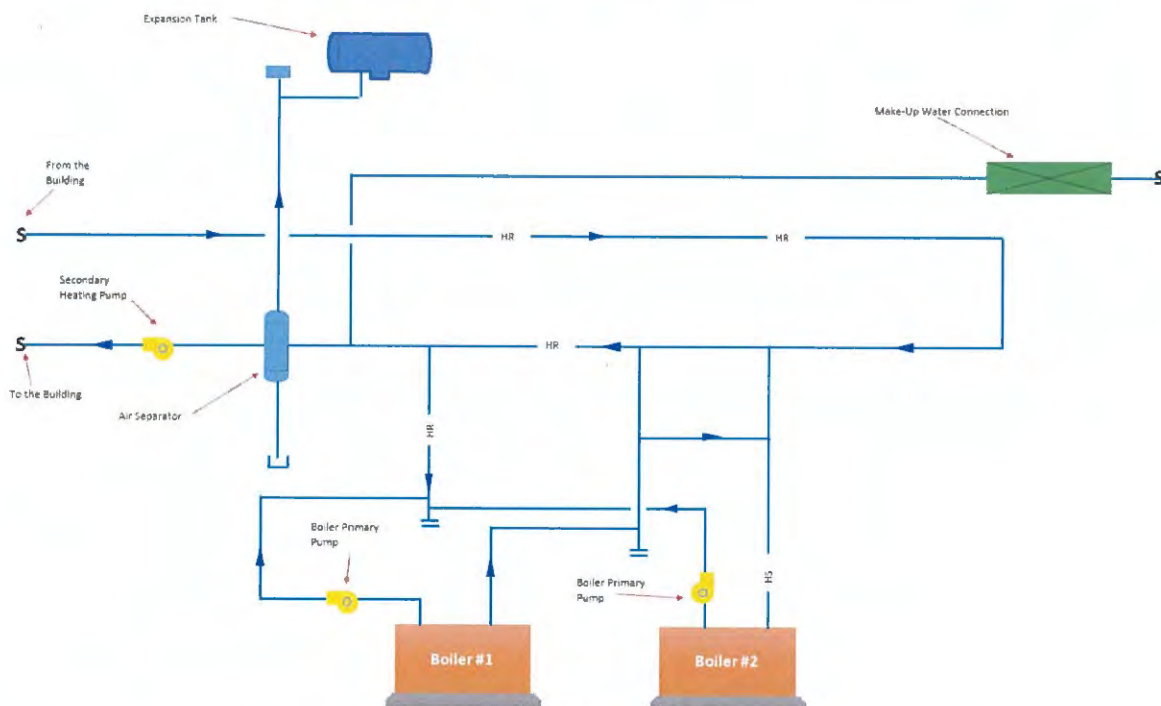 Expansion Tank
Make-Up Water Connection
From the
Building
S
S
HR
HR
Secondary
Heating Pump
S
HR
To the Building
Air Separator
HR
Boiler Primary
Pump
Boiler Primary
Pump
HS
Boiler #1
Boiler #2